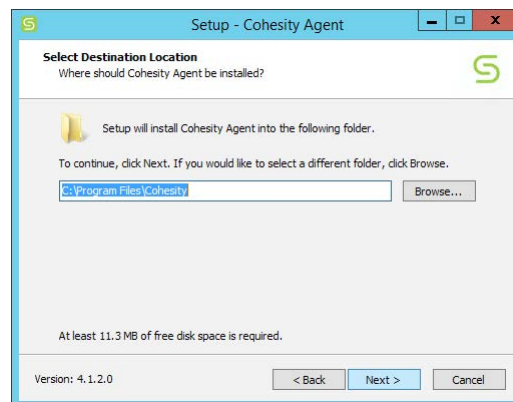 Setup - Cohesity Agent
Select Destination Location
Where should Cohesity Agent be installed?
Setup will install Cohesity Agent into the following folder.
To continue, click Next. If you would like to select a different folder, click Browse.
C:\Program Files\Cohesity
Browse...
At least 11.3 MB of free disk space is required.
Version: 4.1.2.0
< Back
Next >
Cancel